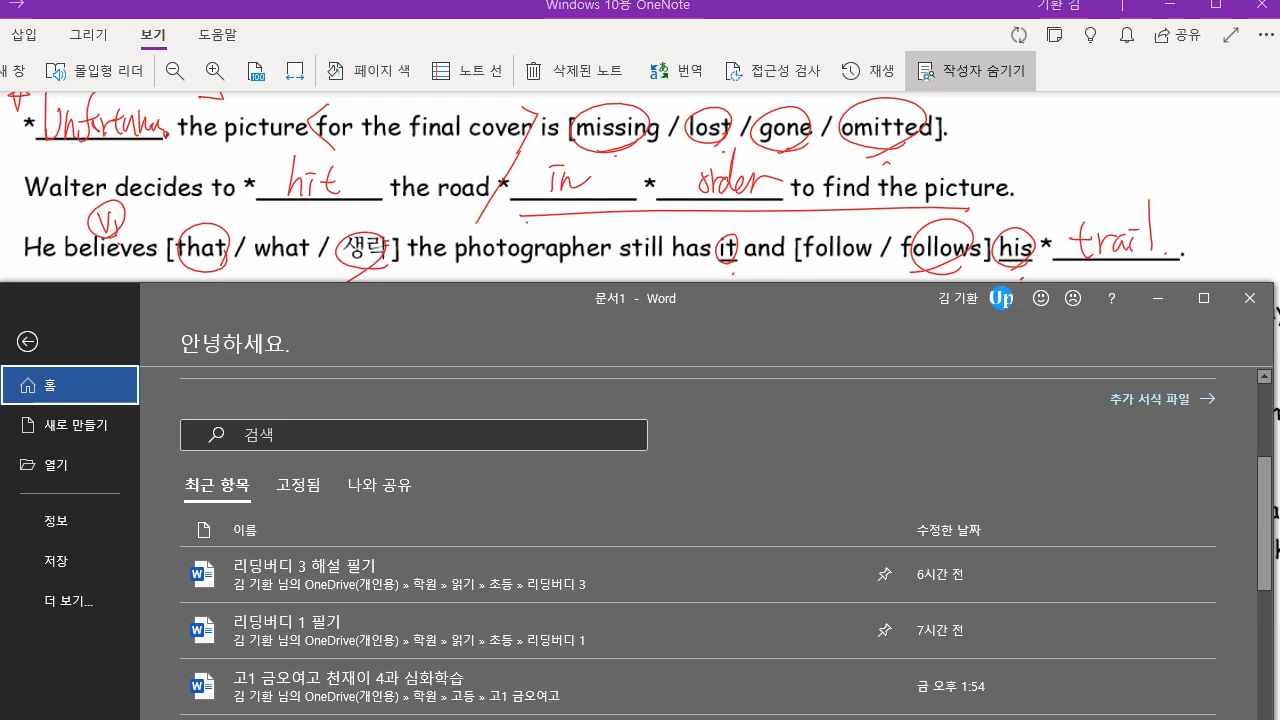 Windows 10용 OneNote
기환 김
삽입 그리기 보기 도움말 공유
새 창 몰입형 리더 100 페이지 색 노트 선 삭제된 노트 번역 접근성 검사 재생 작성자 숨기기
*__________, the picture for the final cover is [missing / lost / gone / omitted].
Walter decides to * hit the road * in * order to find the picture.
V₁
He believes [that / what / 생략] the photographer still has it and [follow / follows] his * trail.
문서1 - Word
김 기환 Up ?
안녕하세요.
홈
추가 서식 파일
새로 만들기
검색
열기
최근 항목 고정됨 나와 공유
정보
이름 수정한 날짜
저장
리딩버디 3 해설 필기
김 기환 님의 OneDrive(개인용) » 학원 » 읽기 » 초등 » 리딩버디 3
6시간 전
더 보기...
리딩버디 1 필기
김 기환 님의 OneDrive(개인용) » 학원 » 읽기 » 초등 » 리딩버디 1
7시간 전
고1 금오여고 천재이 4과 심화학습
김 기환 님의 OneDrive(개인용) » 학원 » 고등 » 고1 금오여고
금 오후 1:54